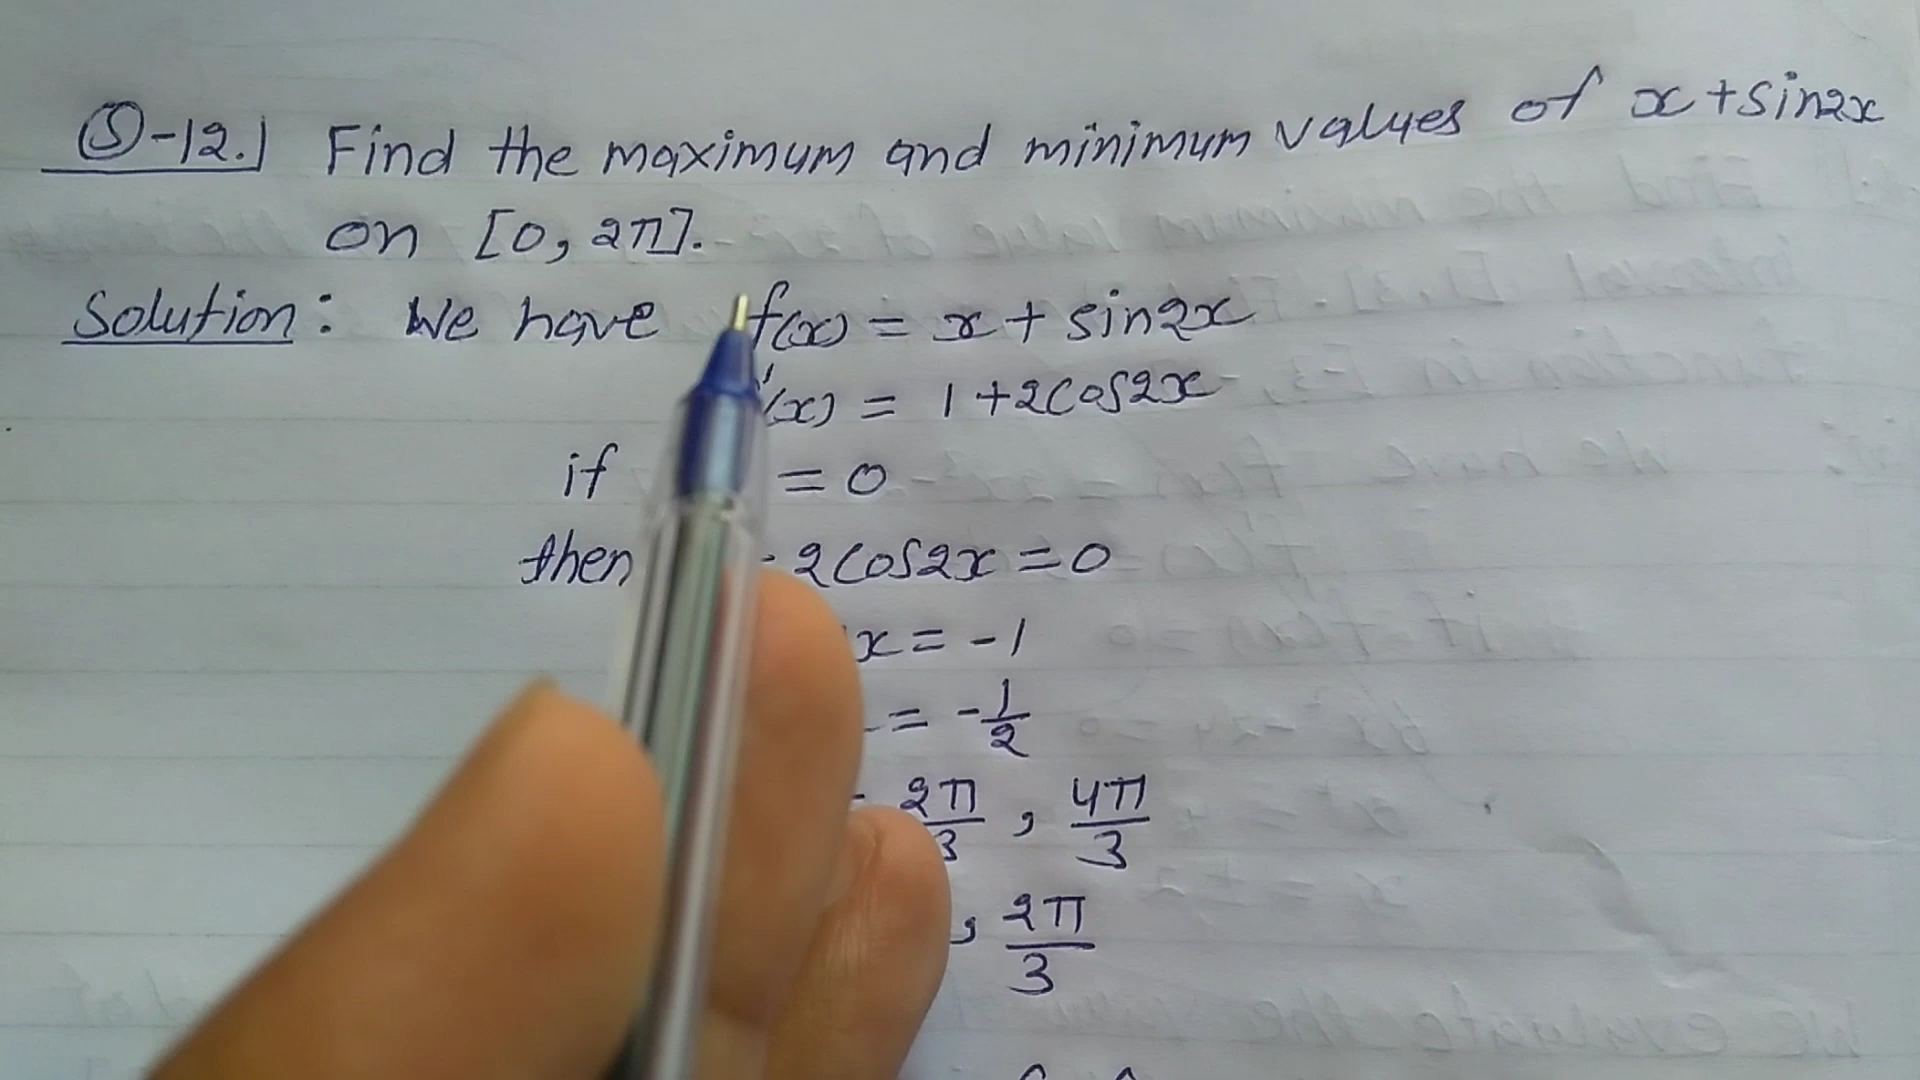 ⑤-12.] Find the maximum and minimum values of x+sin2x
on [0, 2π].
Solution: We have f(x) = x + sin2x
'(x) = 1+2cos2x
if = 0
then 2cos2x = 0
x = -1
= -1/2
2π/3 , 4π/3
, 2π/3